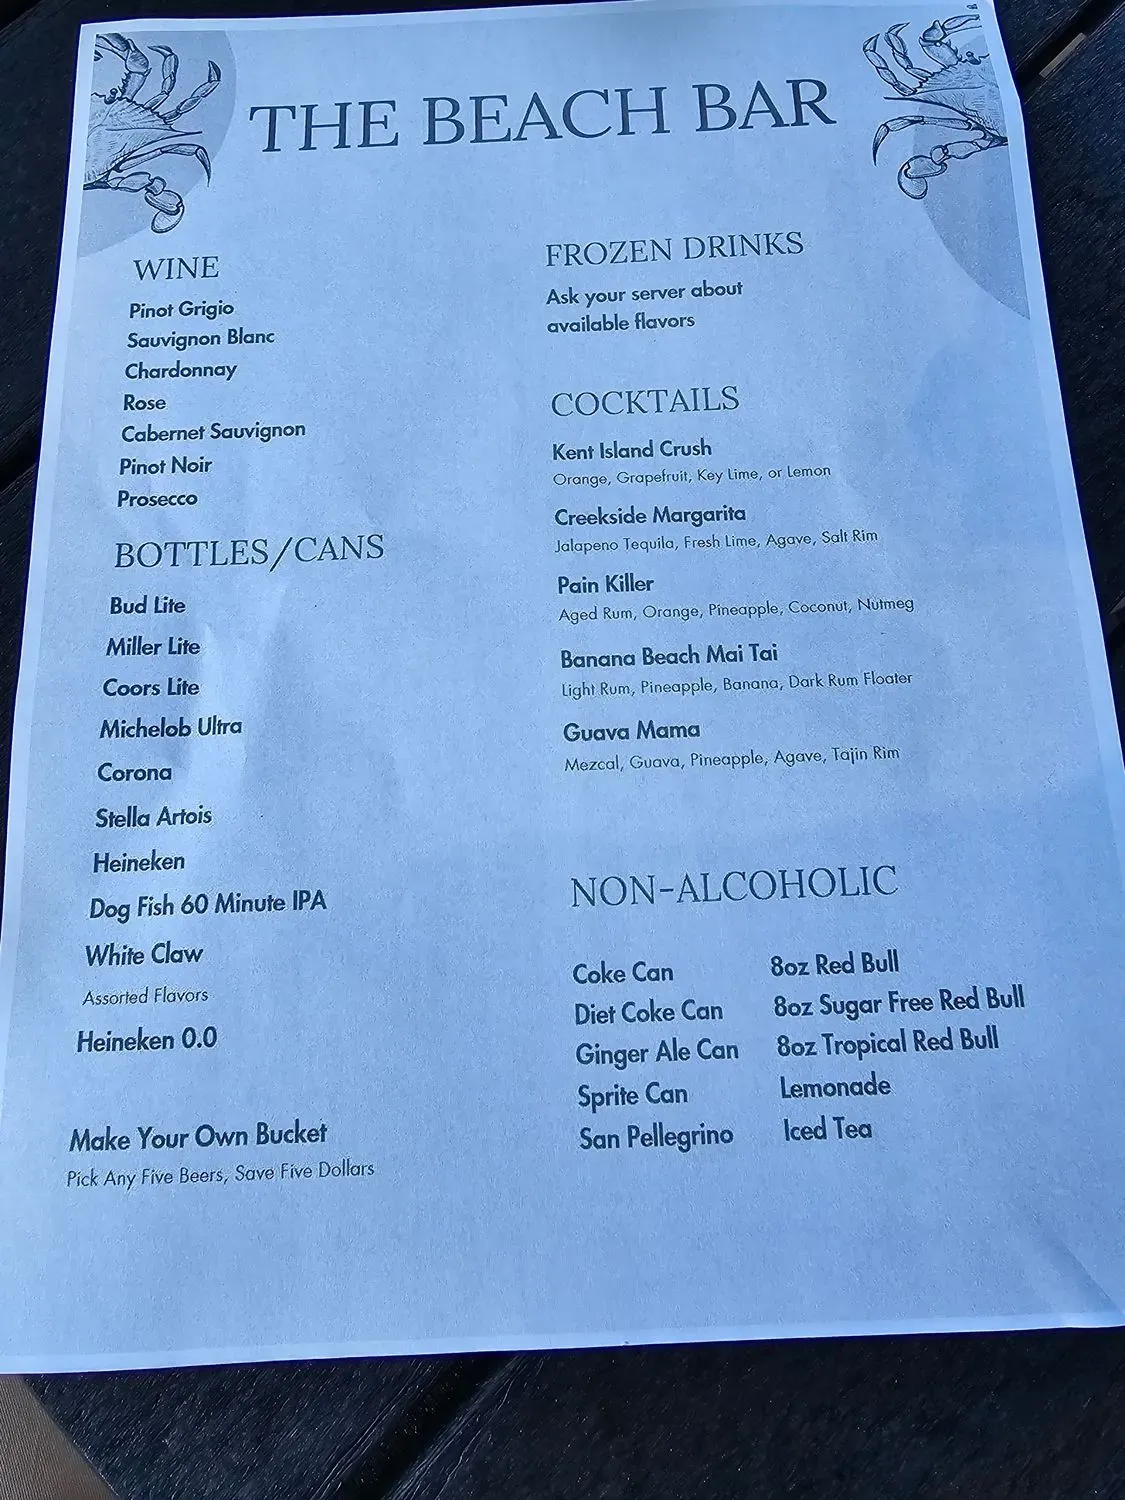 THE BEACH BAR
WINE
Pinot Grigio
Sauvignon Blanc
Chardonnay
Rose
Cabernet Sauvignon
Pinot Noir
Prosecco
BOTTLES/CANS
Bud Lite
Miller Lite
Coors Lite
Michelob Ultra
Corona
Stella Artois
Heineken
Dog Fish 60 Minute IPA
White Claw
Assorted Flavors
Heineken 0.0
Make Your Own Bucket
Pick Any Five Beers, Save Five Dollars
FROZEN DRINKS
Ask your server about
available flavors
COCKTAILS
Kent Island Crush
Orange, Grapefruit, Key Lime, or Lemon
Creekside Margarita
Jalapeno Tequila, Fresh Lime, Agave, Salt Rim
Pain Killer
Aged Rum, Orange, Pineapple, Coconut, Nutmeg
Banana Beach Mai Tai
Light Rum, Pineapple, Banana, Dark Rum Floater
Guava Mama
Mezcal, Guava, Pineapple, Agave, Tajin Rim
NON-ALCOHOLIC
Coke Can
Diet Coke Can
Ginger Ale Can
Sprite Can
San Pellegrino
8oz Red Bull
8oz Sugar Free Red Bull
8oz Tropical Red Bull
Lemonade
Iced Tea